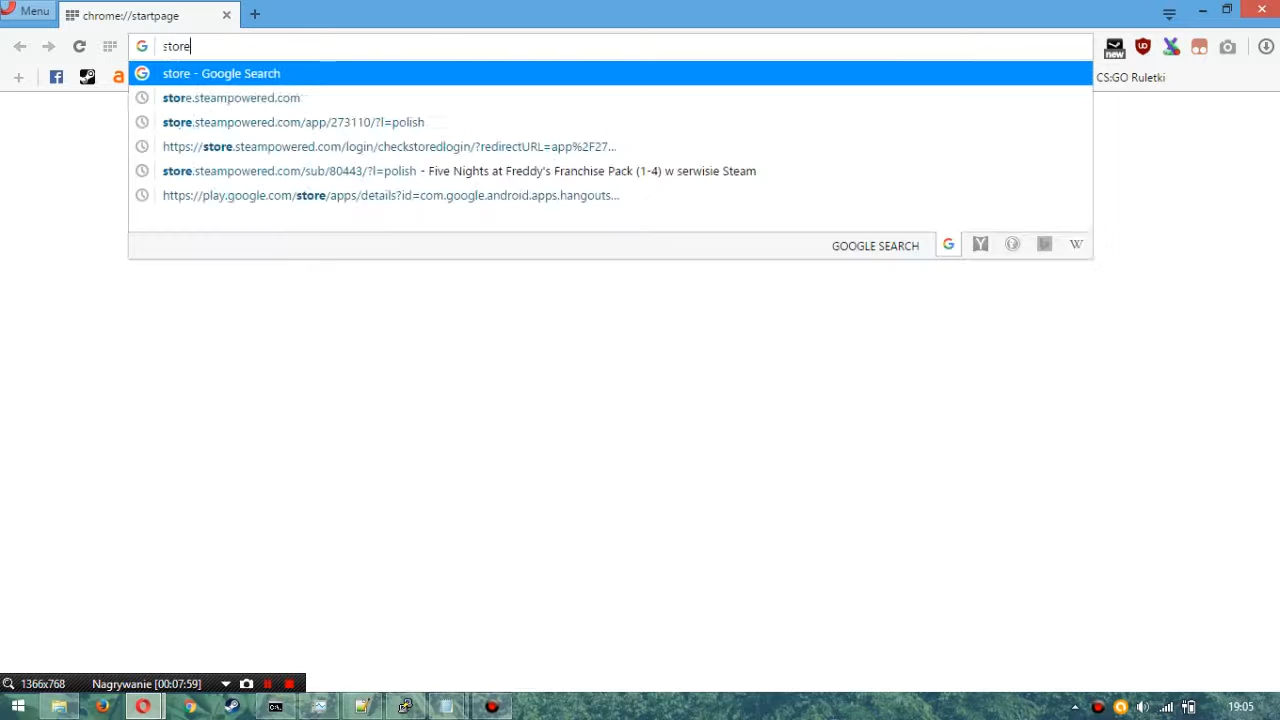 Menu
chrome://startpage
store
new
CS:GO Ruletki
store - Google Search
store.steampowered.com
store.steampowered.com/app/273110/?l=polish
https://store.steampowered.com/login/checkstoredlogin/?redirectURL=app%2F27...
store.steampowered.com/sub/80443/?l=polish - Five Nights at Freddy's Franchise Pack (1-4) w serwisie Steam
https://play.google.com/store/apps/details?id=com.google.android.apps.hangouts...
GOOGLE SEARCH
1366x768 Nagrywanie [00:07:59]
19:05